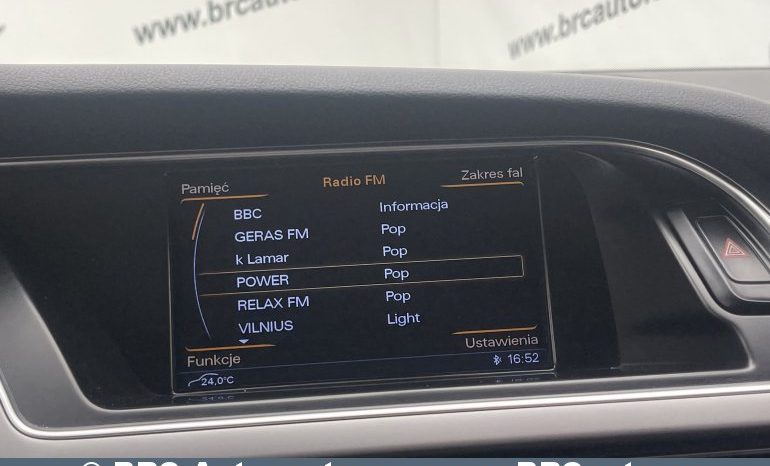 www.brcauto
www.brcauto
Pamięć
Radio FM
Zakres fal
BBC Informacja
GERAS FM Pop
k Lamar Pop
POWER Pop
RELAX FM Pop
VILNIUS Light
Funkcje
Ustawienia
24,0°C
16:52